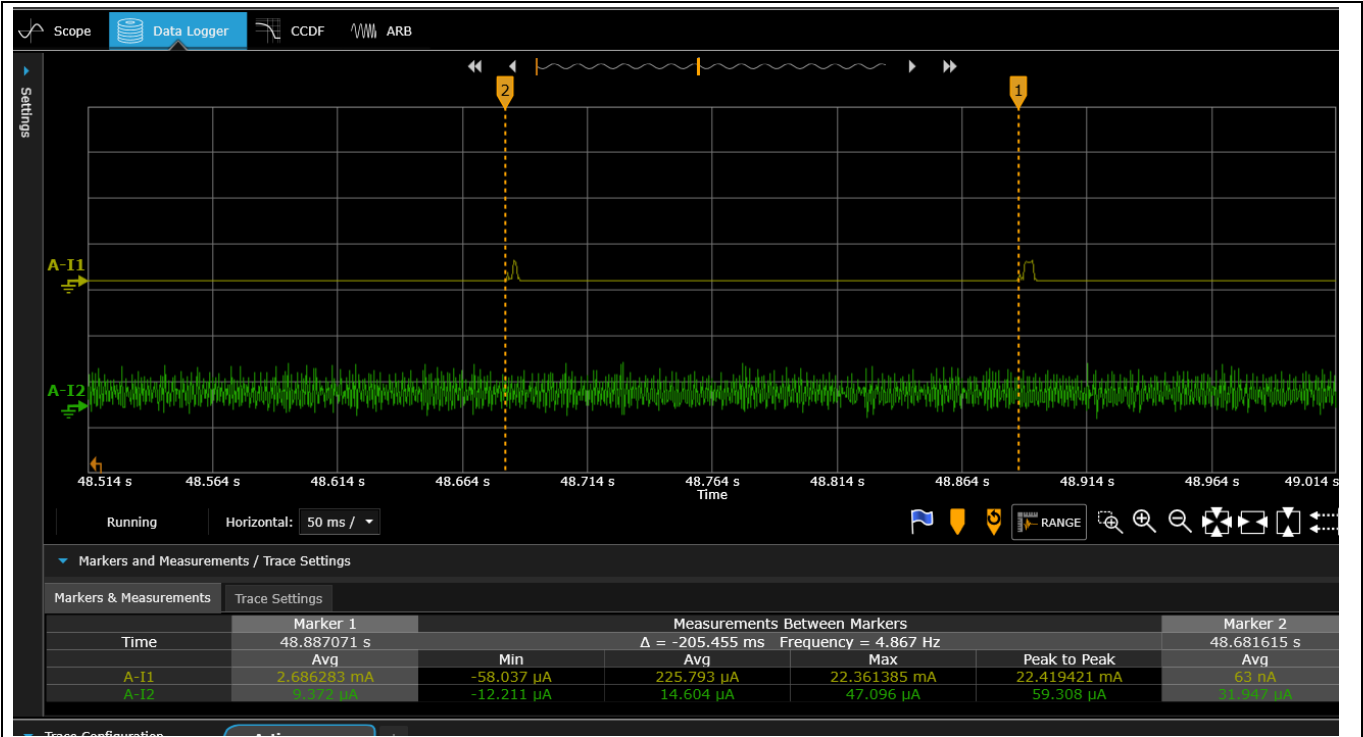 Scope Data Logger CCDF ARB
Settings
2 1
A-I1
A-I2
48.514 s 48.564 s 48.614 s 48.664 s 48.714 s 48.764 s 48.814 s 48.864 s 48.914 s 48.964 s 49.014 s
Time
Running Horizontal: 50 ms / RANGE
Markers and Measurements / Trace Settings
Markers & Measurements Trace Settings
Marker 1 Measurements Between Markers Marker 2
Time 48.887071 s Δ = -205.455 ms Frequency = 4.867 Hz 48.681615 s
Avg Min Avg Max Peak to Peak Avg
A-I1 2.686283 mA -58.037 µA 225.793 µA 22.361385 mA 22.419421 mA 63 nA
A-I2 9.372 µA -12.211 µA 14.604 µA 47.096 µA 59.308 µA 31.947 µA
Trace Configuration